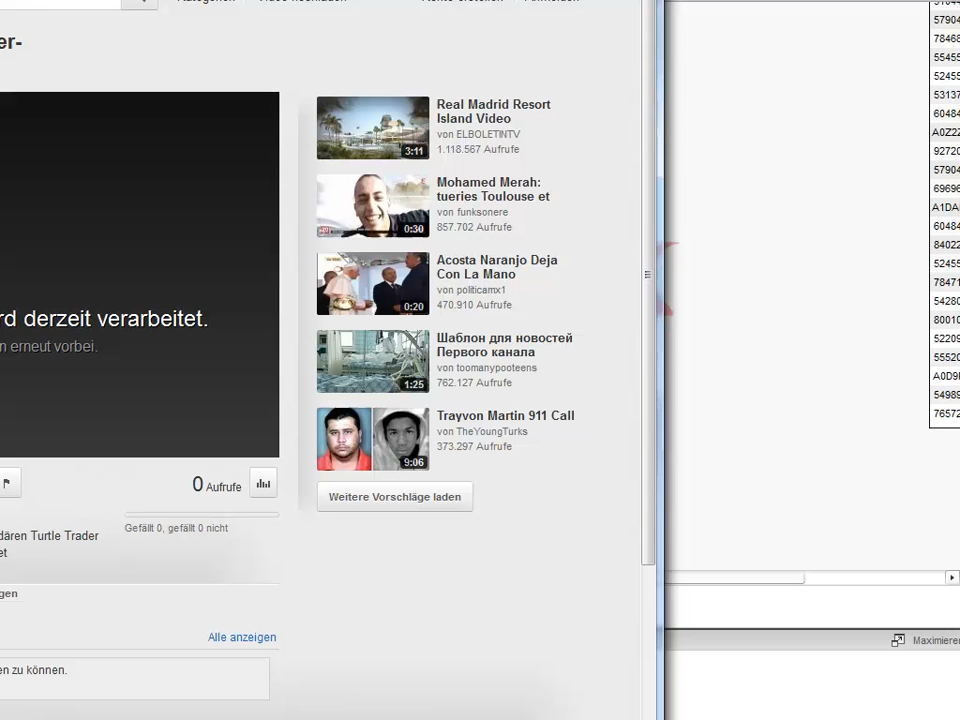 er-
rd derzeit verarbeitet.
n erneut vorbei.
0 Aufrufe
Gefällt 0, gefällt 0 nicht
dären Turtle Trader
et
gen
Alle anzeigen
en zu können.
Real Madrid Resort
Island Video
von ELBOLETINTV
1.118.567 Aufrufe
3:11
Mohamed Merah:
tueries Toulouse et
von funksonere
857.702 Aufrufe
0:30
Acosta Naranjo Deja
Con La Mano
von politicamx1
470.910 Aufrufe
0:20
Шаблон для новостей
Первого канала
von toomanypooteens
762.127 Aufrufe
1:25
Trayvon Martin 911 Call
von TheYoungTurks
373.297 Aufrufe
9:06
Weitere Vorschläge laden
57904
78468
55455
52455
53137
60484
A0Z2Z
92720
57904
69696
A1DA
60484
84022
52455
78471
54280
80010
52209
55520
A0D9
54989
76572
Maximiere